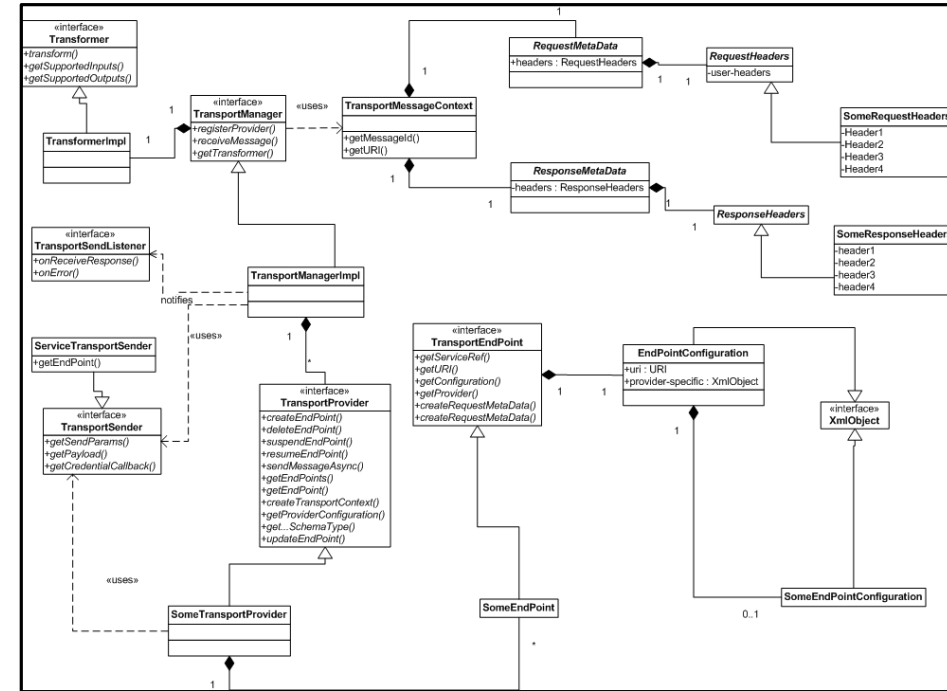 «interface»
Transformer
+transform()
+getSupportedInputs()
+getSupportedOutputs()
TransformerImpl
1
1
«interface»
TransportManager
+registerProvider()
+receiveMessage()
+getTransformer()
«uses»
1
1
TransportMessageContext
+getMessageId()
+getURI()
1
1
RequestMetaData
+headers : RequestHeaders
1
1
RequestHeaders
-user-headers
SomeRequestHeaders
-Header1
-Header2
-Header3
-Header4
ResponseMetaData
-headers : ResponseHeaders
1
1
ResponseHeaders
SomeResponseHeader
-header1
-header2
-header3
-header4
«interface»
TransportSendListener
+onReceiveResponse()
+onError()
notifies
«uses»
TransportManagerImpl
1
*
ServiceTransportSender
+getEndPoint()
«interface»
TransportSender
+getSendParams()
+getPayload()
+getCredentialCallback()
«uses»
«interface»
TransportProvider
+createEndPoint()
+deleteEndPoint()
+suspendEndPoint()
+resumeEndPoint()
+sendMessageAsync()
+getEndPoints()
+getEndPoint()
+createTransportContext()
+getProviderConfiguration()
+get...SchemaType()
+updateEndPoint()
SomeTransportProvider
1
*
«interface»
TransportEndPoint
+getServiceRef()
+getURI()
+getConfiguration()
+getProvider()
+createRequestMetaData()
+createRequestMetaData()
1
1
SomeEndPoint
EndPointConfiguration
+uri : URI
+provider-specific : XmlObject
1
0..1
«interface»
XmlObject
SomeEndPointConfiguration